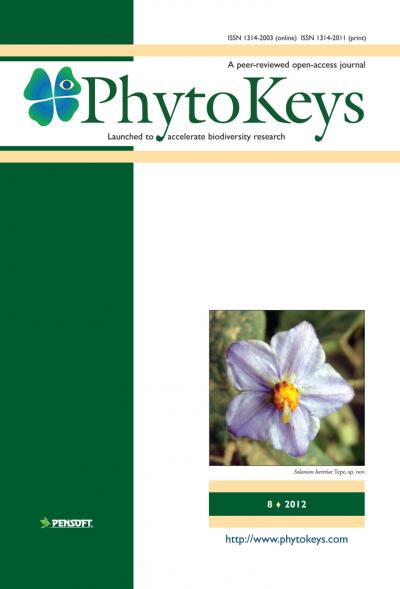 ISSN 1314-2003 (online) ISSN 1314-2011 (print)
A peer-reviewed open-access journal
PhytoKeys
Launched to accelerate biodiversity research
Solanum baretiae Tepe, sp. nov.
8 ♦ 2012
PENSOFT.
http://www.phytokeys.com